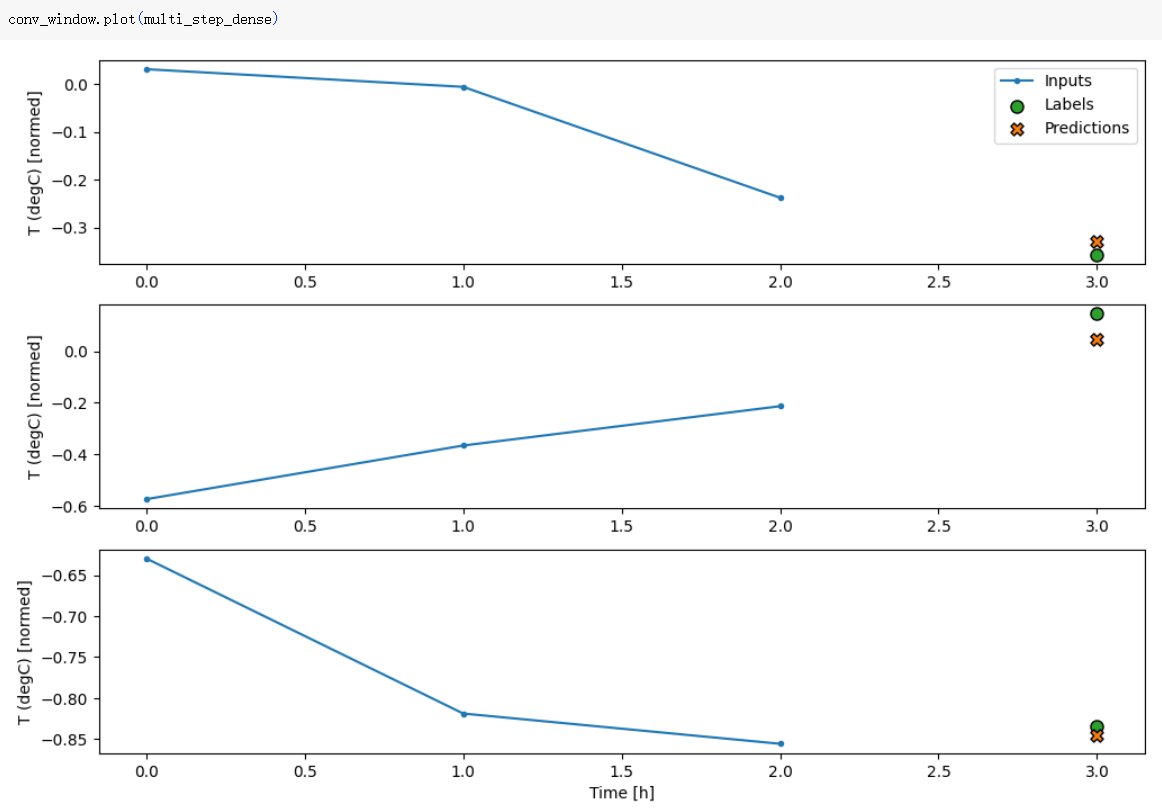 conv_window.plot(multi_step_dense)
T (degC) [normed]
0.0
−0.1
−0.2
−0.3
Inputs
Labels
Predictions
0.0 0.5 1.0 1.5 2.0 2.5 3.0
T (degC) [normed]
0.0
−0.2
−0.4
−0.6
0.0 0.5 1.0 1.5 2.0 2.5 3.0
T (degC) [normed]
−0.65
−0.70
−0.75
−0.80
−0.85
0.0 0.5 1.0 1.5 2.0 2.5 3.0
Time [h]